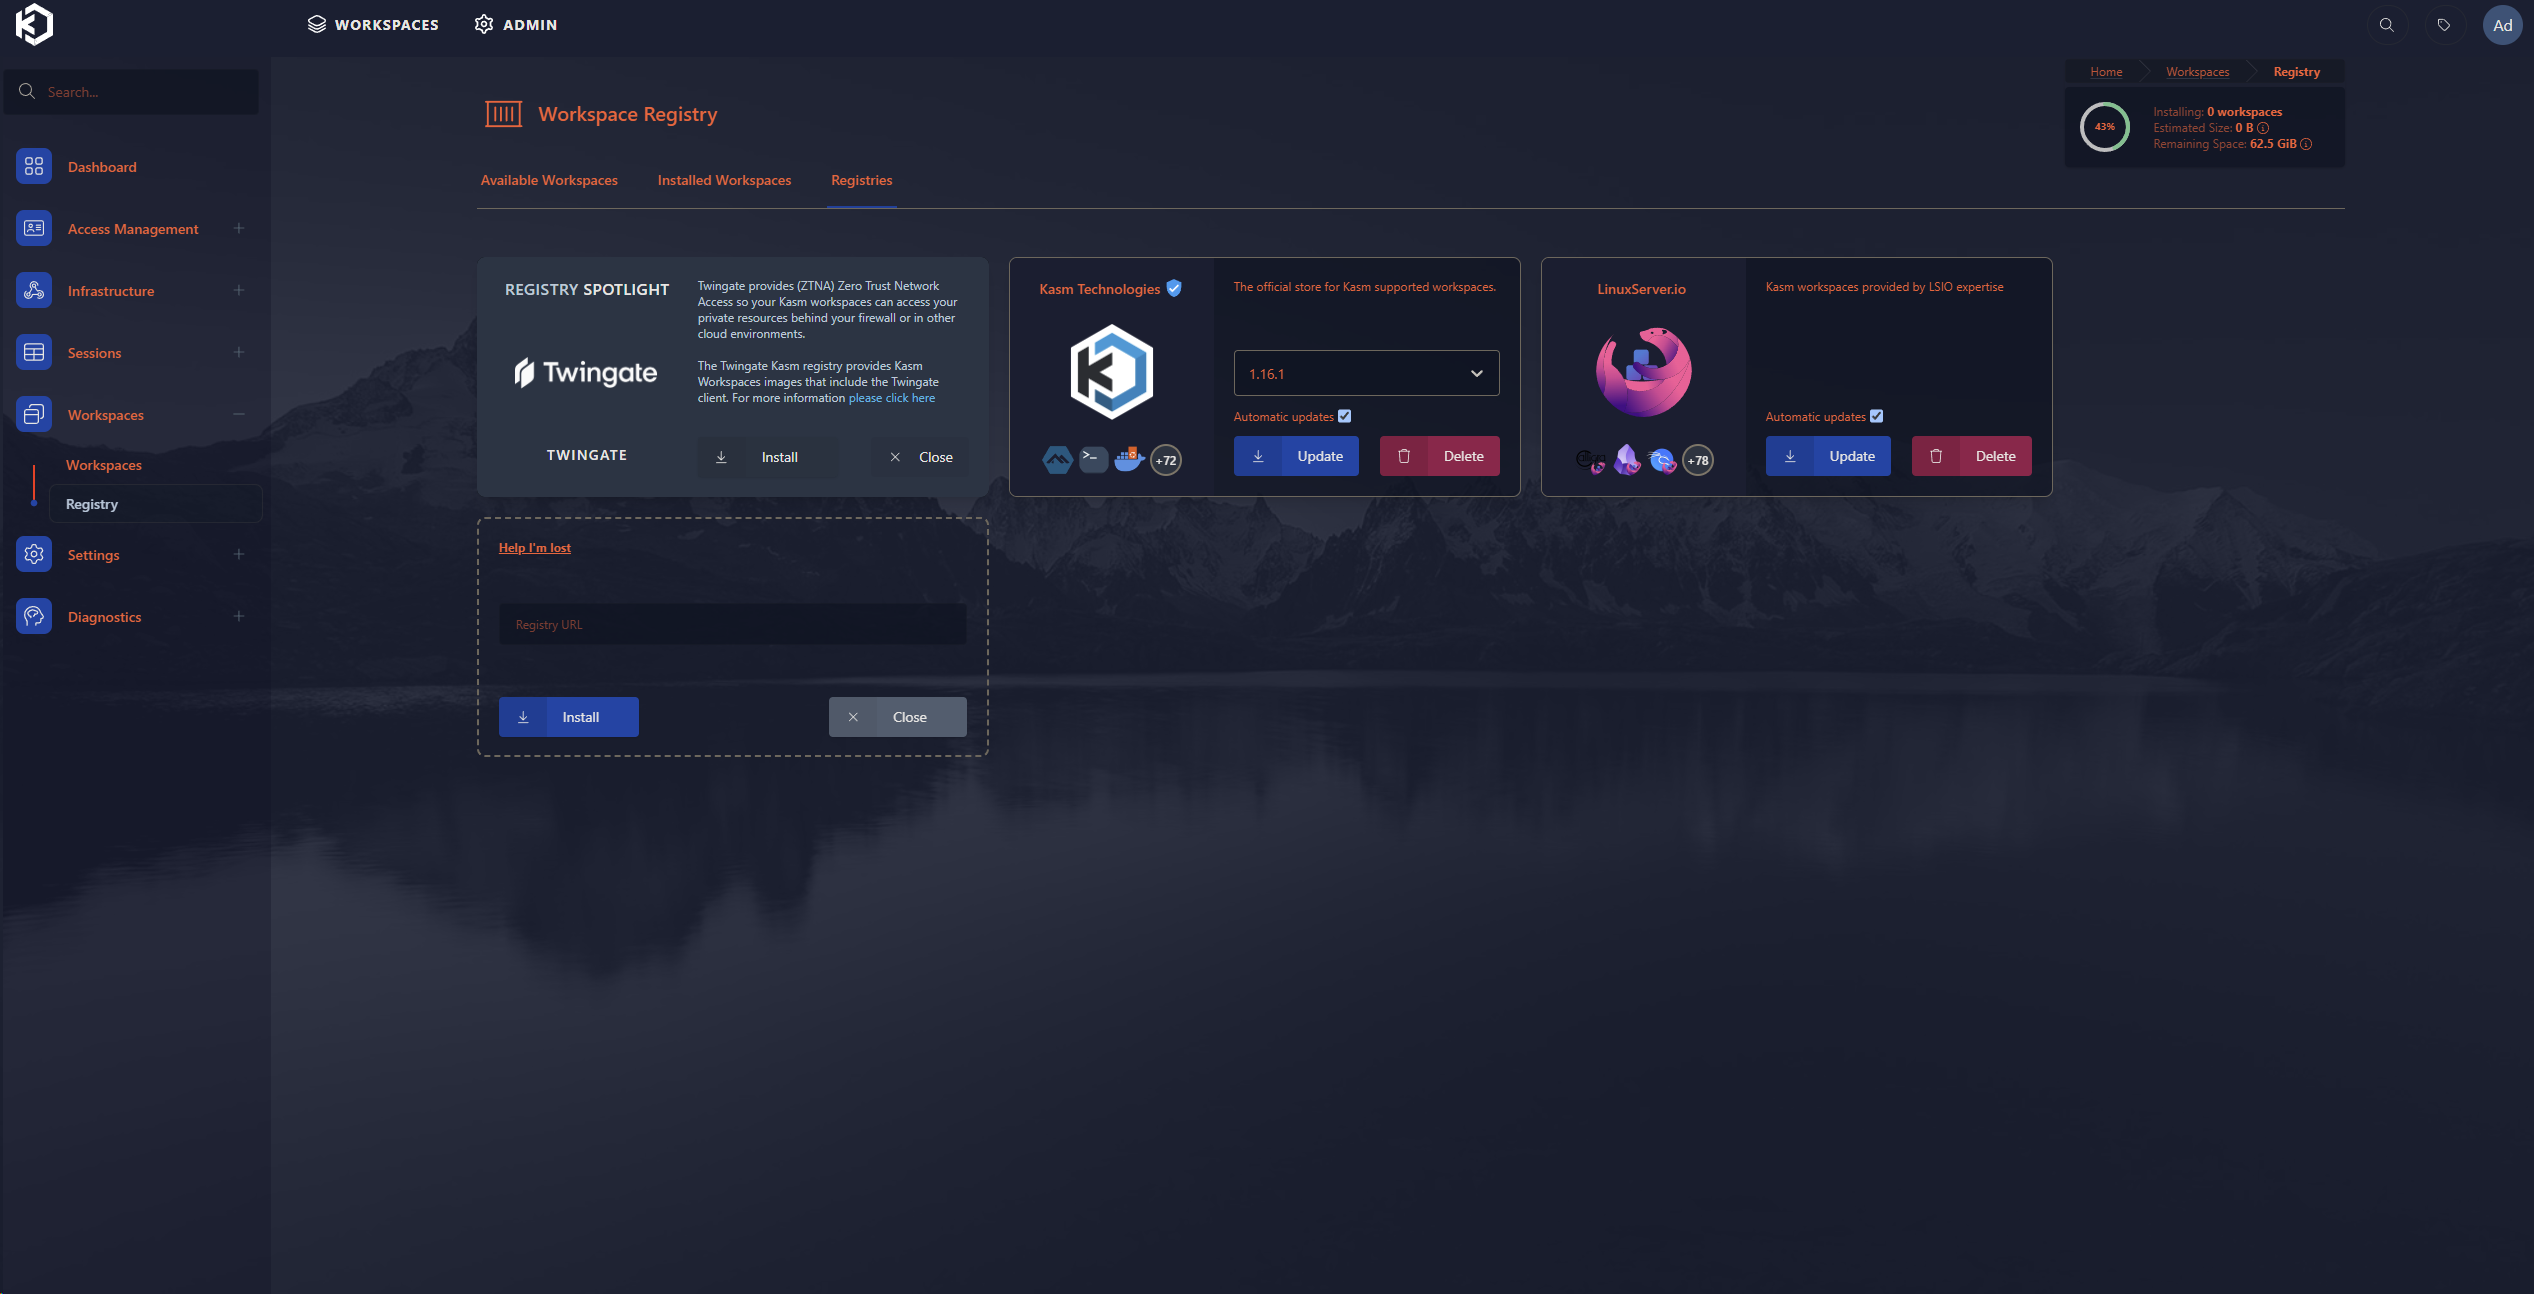 WORKSPACES
ADMIN
Ad
Search...
Dashboard
Access Management
Infrastructure
Sessions
Workspaces
Workspaces
Registry
Settings
Diagnostics
Home
Workspaces
Registry
43%
Installing: 0 workspaces
Estimated Size: 0 B
Remaining Space: 62.5 GiB
Workspace Registry
Available Workspaces
Installed Workspaces
Registries
REGISTRY SPOTLIGHT
Twingate
TWINGATE
Twingate provides (ZTNA) Zero Trust Network
Access so your Kasm workspaces can access your
private resources behind your firewall or in other
cloud environments.
The Twingate Kasm registry provides Kasm
Workspaces images that include the Twingate
client. For more information please click here
Install
Close
Kasm Technologies
+72
The official store for Kasm supported workspaces.
1.16.1
Automatic updates
Update
Delete
LinuxServer.io
+78
Kasm workspaces provided by LSIO expertise
Automatic updates
Update
Delete
Help I'm lost
Registry URL
Install
Close